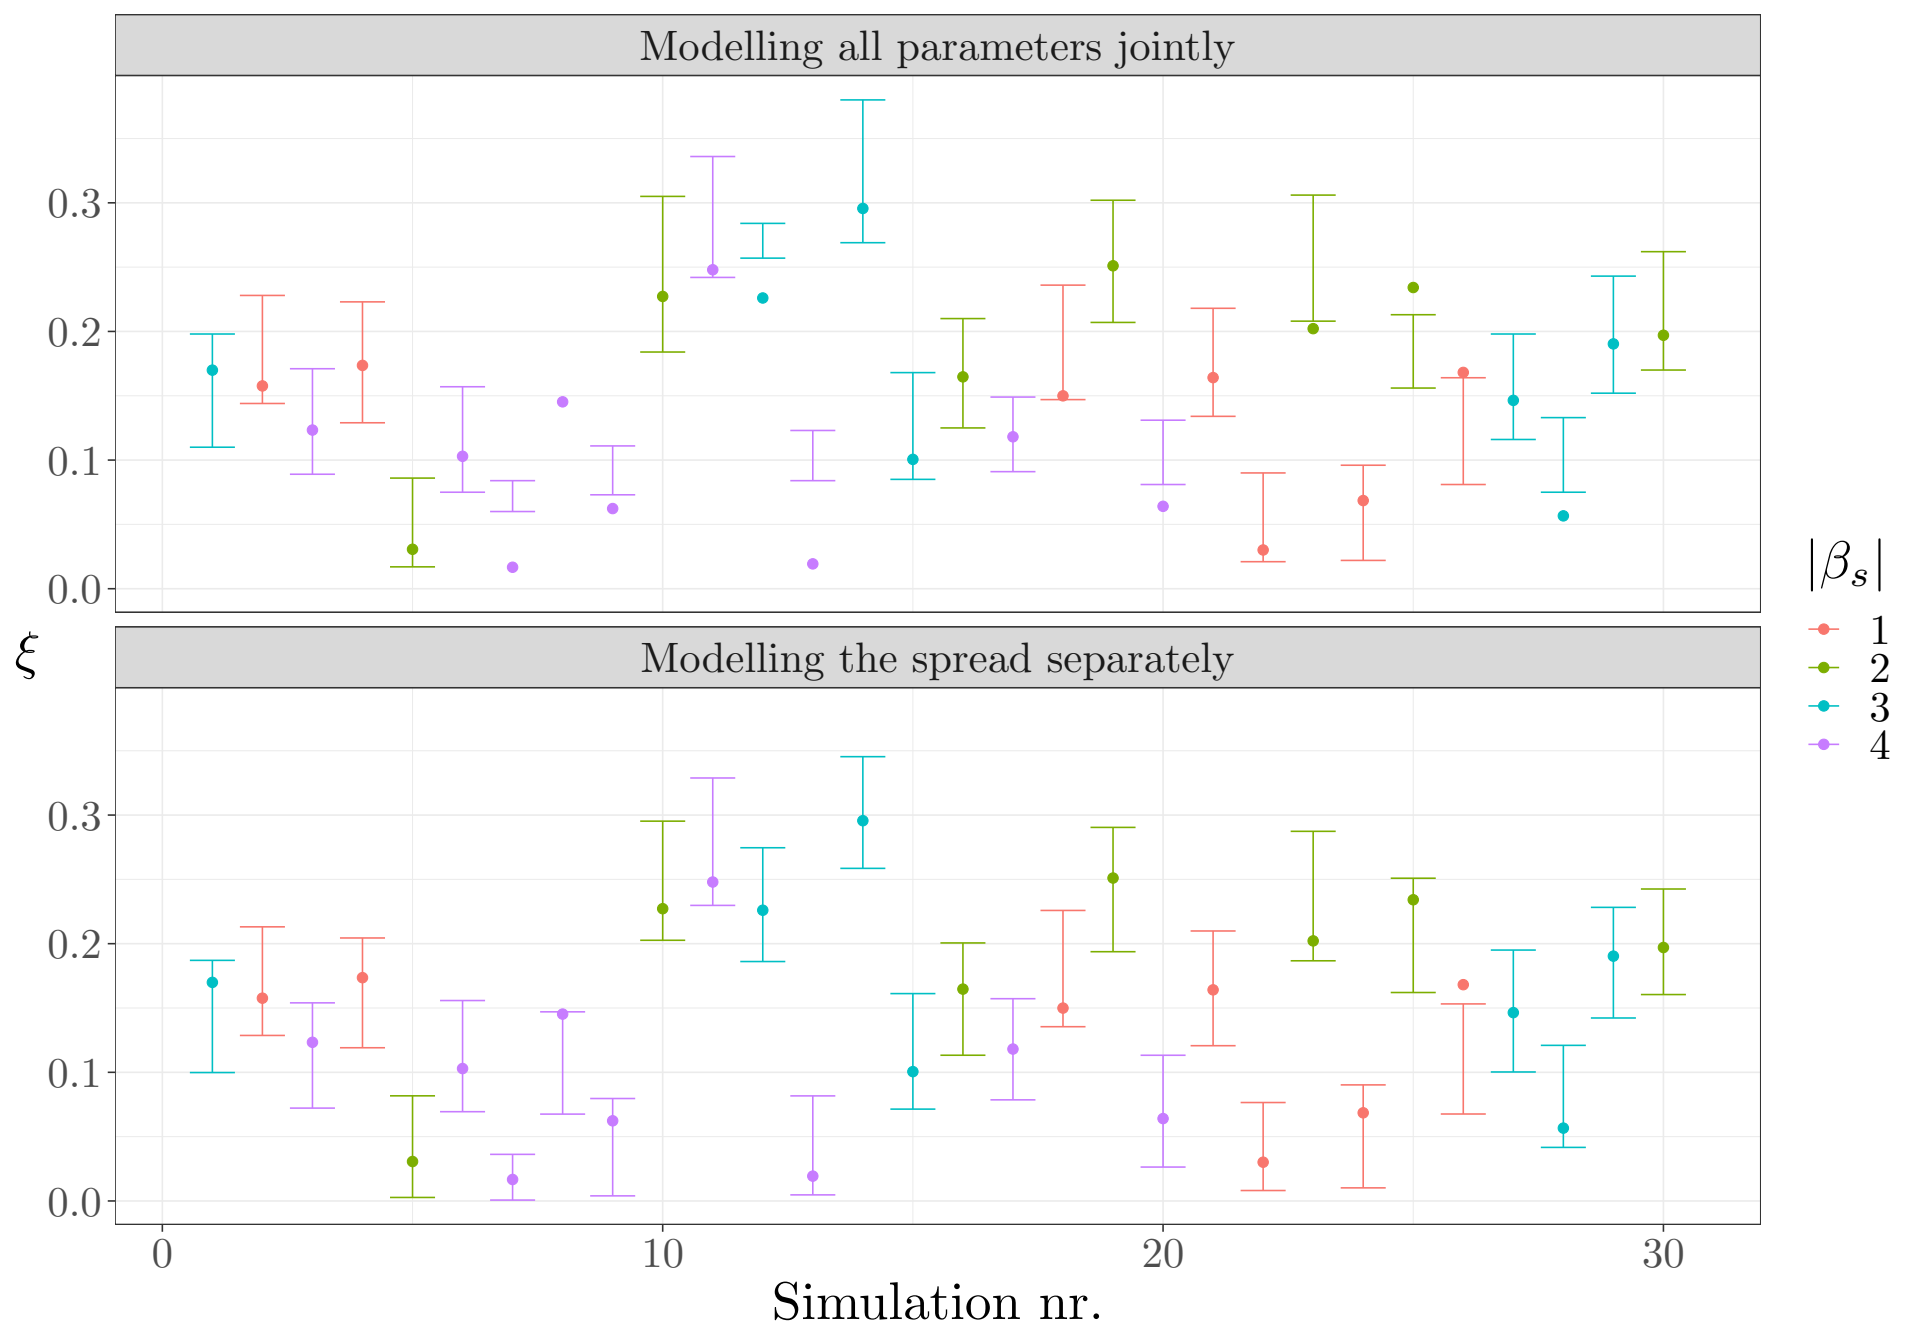 Modelling all parameters jointly
0.3
0.2
0.1
0.0
ξ
Modelling the spread separately
0.3
0.2
0.1
0.0
0 10 20 30
Simulation nr.
|βₛ|
1
2
3
4